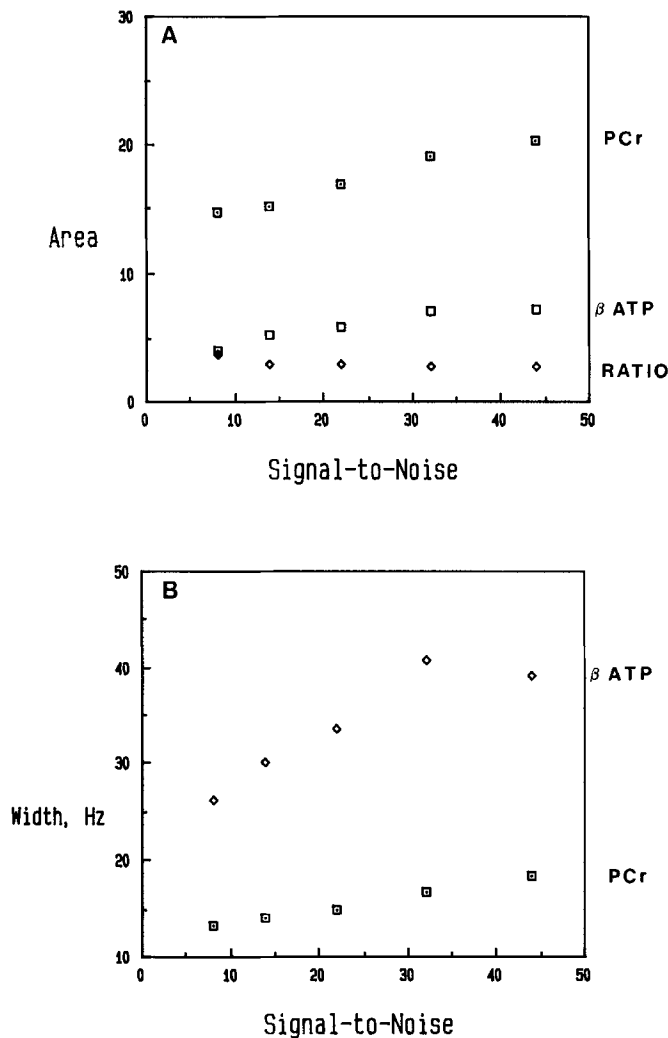 A
30
20
10
0
Area
PCr
β ATP
RATIO
0 10 20 30 40 50
Signal-to-Noise
B
50
40
30
20
10
Width, Hz
β ATP
PCr
0 10 20 30 40 50
Signal-to-Noise